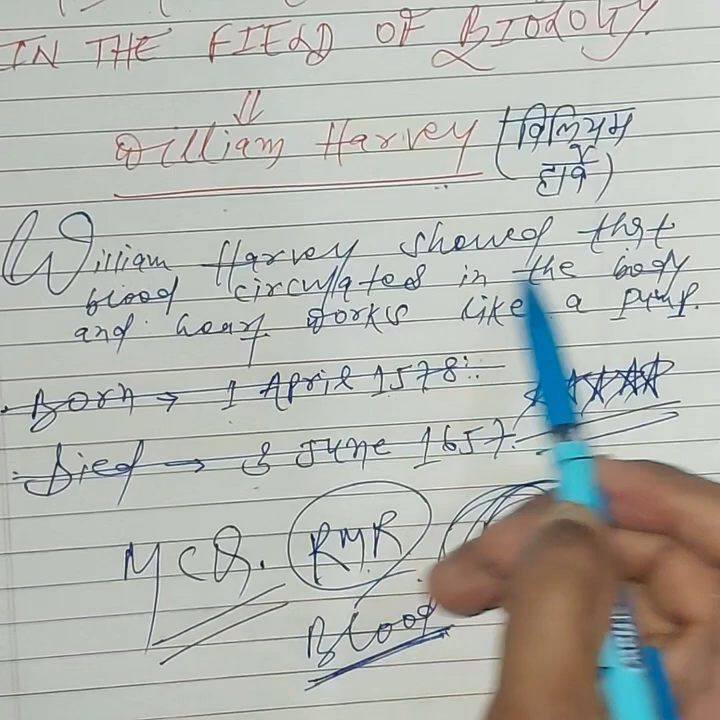 IN THE FIELD OF BIOLOGY.
⇓
William Harvey (विलियम
हार्वे)
William Harvey showed that
blood circulated in the body
and heart works like a pump.
Born → 1 April 1578
Died → 3 June 1657.
MCQ. RMR
Blood